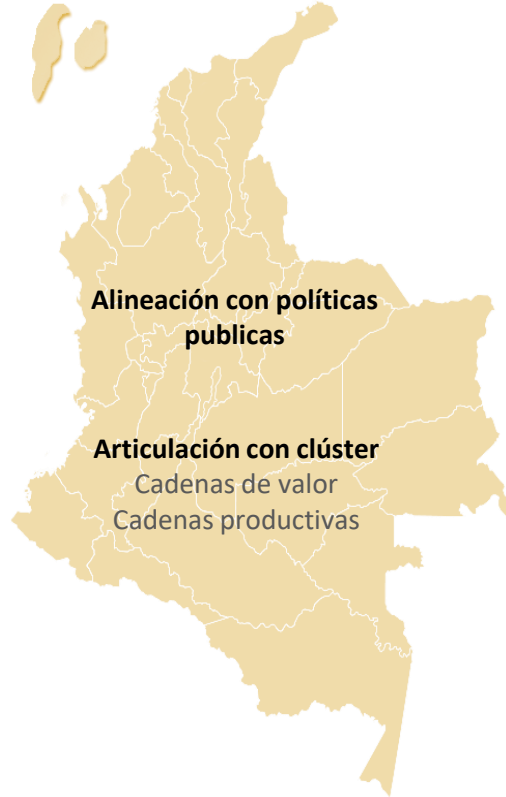 Alineación con políticas
publicas
Articulación con clúster
Cadenas de valor
Cadenas productivas